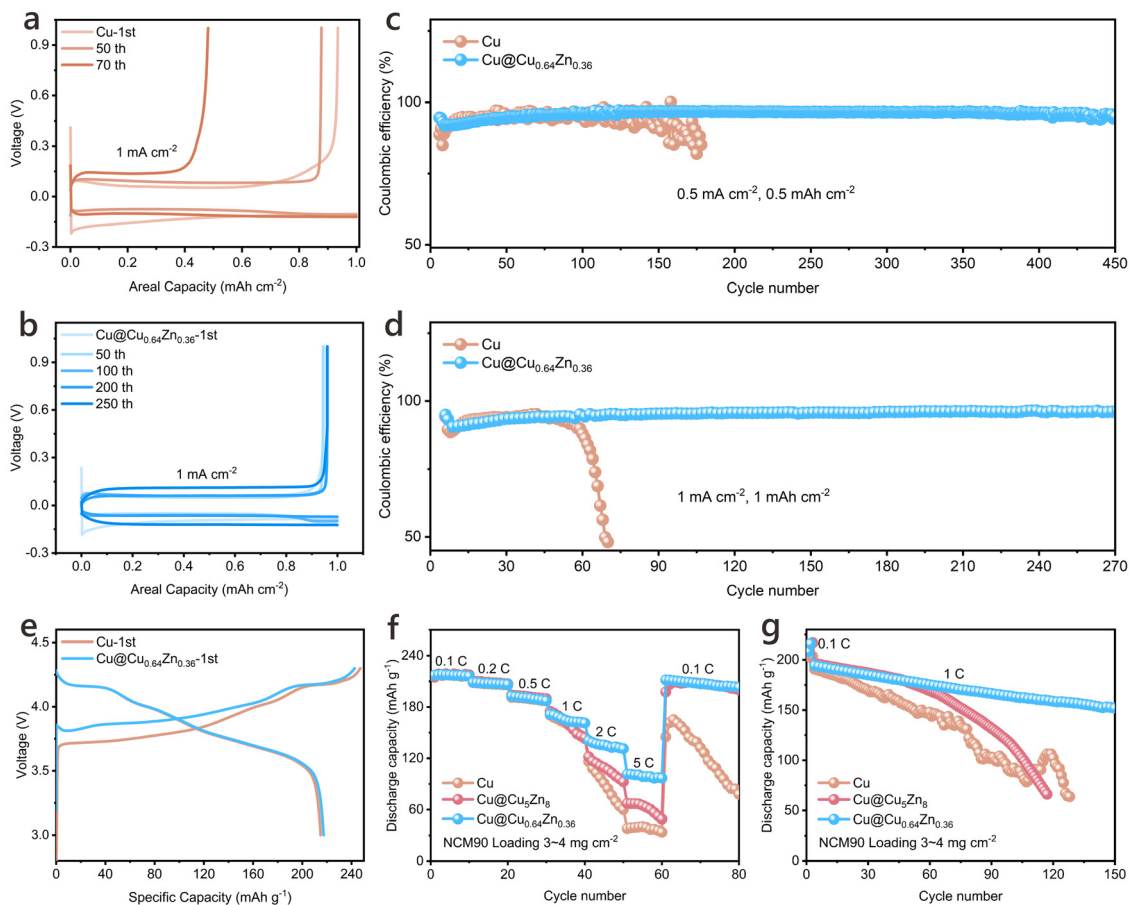 a
Cu-1st
50 th
70 th
1 mA cm⁻²
1.0
0.9
0.6
0.3
0.0
-0.3
Voltage (V)
0.0 0.2 0.4 0.6 0.8 1.0
Areal Capacity (mAh cm⁻²)
c
Cu
Cu@Cu₀.₆₄Zn₀.₃₆
0.5 mA cm⁻², 0.5 mAh cm⁻²
100
50
Coulombic efficiency (%)
0 50 100 150 200 250 300 350 400 450
Cycle number
b
Cu@Cu₀.₆₄Zn₀.₃₆-1st
50 th
100 th
200 th
250 th
1 mA cm⁻²
0.9
0.6
0.3
0.0
-0.3
Voltage (V)
0.0 0.2 0.4 0.6 0.8 1.0
Areal Capacity (mAh cm⁻²)
d
Cu
Cu@Cu₀.₆₄Zn₀.₃₆
1 mA cm⁻², 1 mAh cm⁻²
100
50
Coulombic efficiency (%)
0 30 60 90 120 150 180 210 240 270
Cycle number
e
Cu-1st
Cu@Cu₀.₆₄Zn₀.₃₆-1st
4.5
4.0
3.5
3.0
Voltage (V)
0 40 80 120 160 200 240
Specific Capacity (mAh g⁻¹)
f
0.1 C
0.2 C
0.5 C
1 C
2 C
5 C
0.1 C
Cu
Cu@Cu₅Zn₈
Cu@Cu₀.₆₄Zn₀.₃₆
NCM90 Loading 3~4 mg cm⁻²
240
210
180
150
120
90
60
30
0
Discharge capacity (mAh g⁻¹)
0 20 40 60 80
Cycle number
g
0.1 C
1 C
Cu
Cu@Cu₅Zn₈
Cu@Cu₀.₆₄Zn₀.₃₆
NCM90 Loading 3~4 mg cm⁻²
250
200
150
100
50
0
Discharge capacity (mAh g⁻¹)
0 30 60 90 120 150
Cycle number